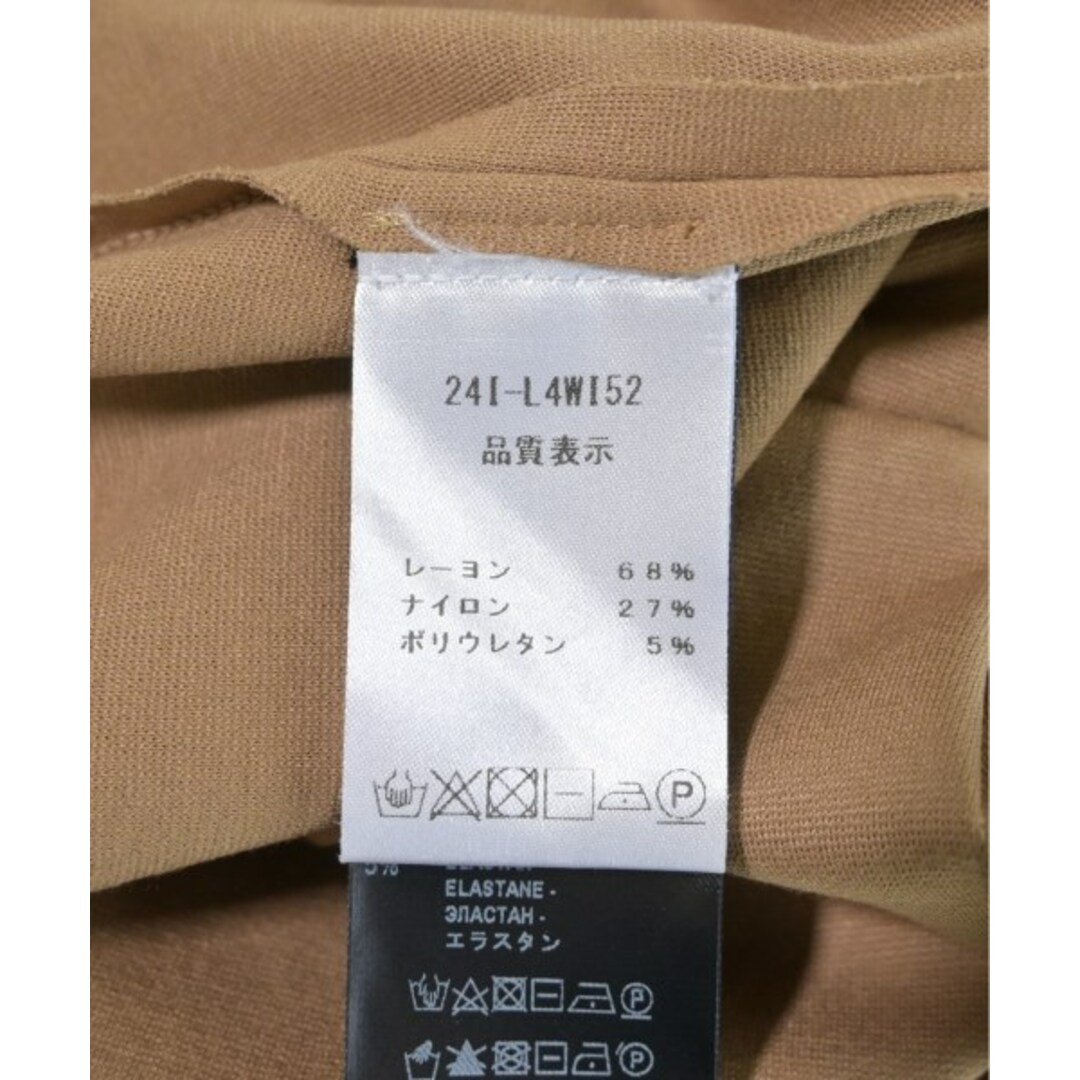 24I-L4WI52
品質表示
レーヨン 68%
ナイロン 27%
ポリウレタン 5%
P
5%
ELASTANE -
ЭЛАСТАН -
エラスタン
P
P